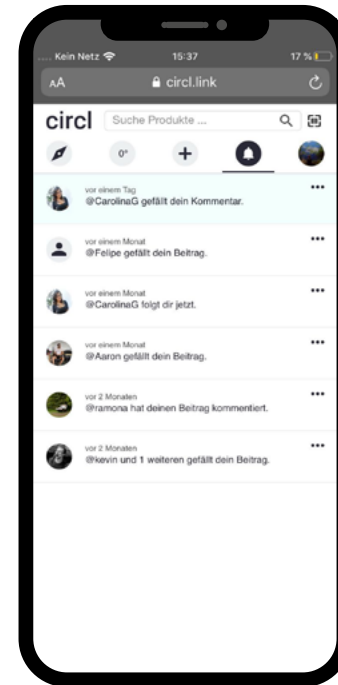 .... Kein Netz 15:37 17 %
AA circl.link
circl Suche Produkte ...
0°
vor einem Tag
@CarolinaG gefällt dein Kommentar.
vor einem Monat
@Felipe gefällt dein Beitrag.
vor einem Monat
@CarolinaG folgt dir jetzt.
vor einem Monat
@Aaron gefällt dein Beitrag.
vor 2 Monaten
@ramona hat deinen Beitrag kommentiert.
vor 2 Monaten
@kevin und 1 weiteren gefällt dein Beitrag.